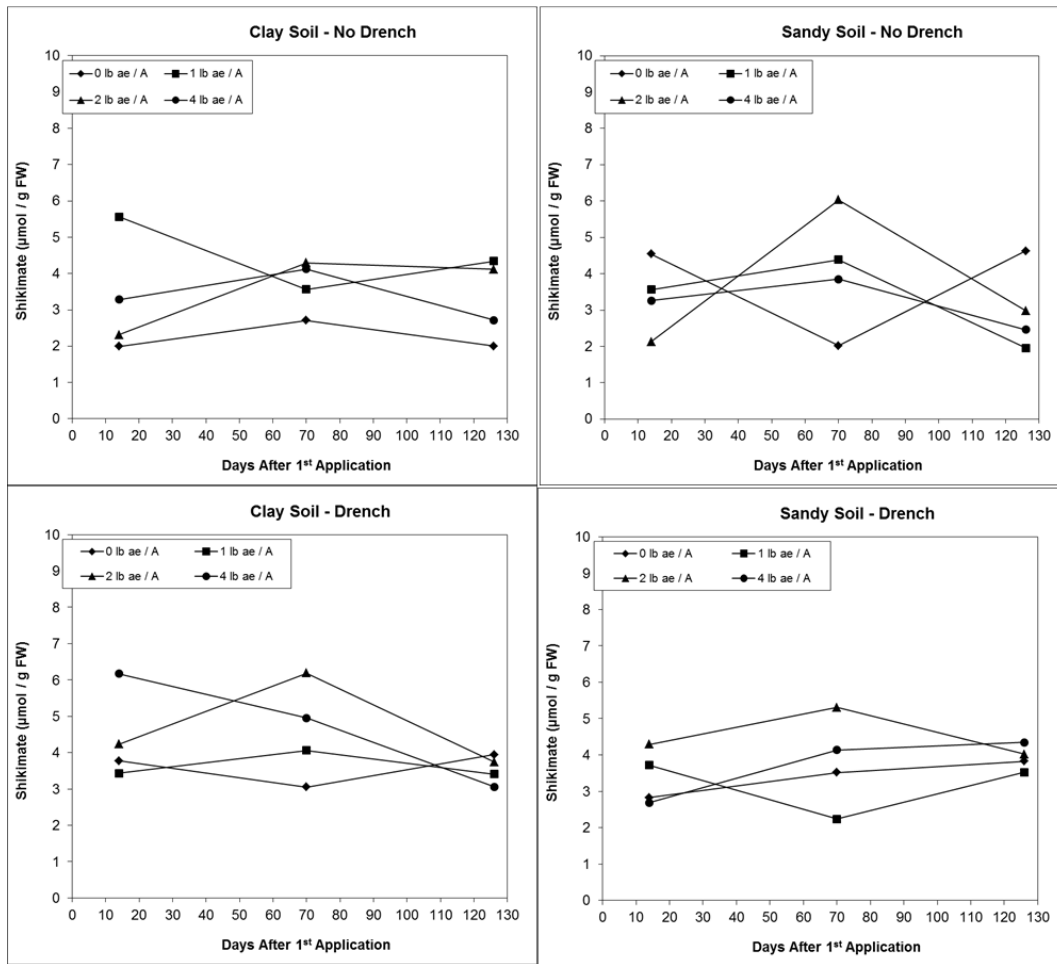 Clay Soil - No Drench
0 lb ae / A 1 lb ae / A
2 lb ae / A 4 lb ae / A
Shikimate (µmol / g FW)
10
9
8
7
6
5
4
3
2
1
0
0 10 20 30 40 50 60 70 80 90 100 110 120 130
Days After 1st Application
Sandy Soil - No Drench
0 lb ae / A 1 lb ae / A
2 lb ae / A 4 lb ae / A
Shikimate (µmol / g FW)
10
9
8
7
6
5
4
3
2
1
0
0 10 20 30 40 50 60 70 80 90 100 110 120 130
Days After 1st Application
Clay Soil - Drench
0 lb ae / A 1 lb ae / A
2 lb ae / A 4 lb ae / A
Shikimate (µmol / g FW)
10
9
8
7
6
5
4
3
2
1
0
0 10 20 30 40 50 60 70 80 90 100 110 120 130
Days After 1st Application
Sandy Soil - Drench
0 lb ae / A 1 lb ae / A
2 lb ae / A 4 lb ae / A
Shikimate (µmol / g FW)
10
9
8
7
6
5
4
3
2
1
0
0 10 20 30 40 50 60 70 80 90 100 110 120 130
Days After 1st Application